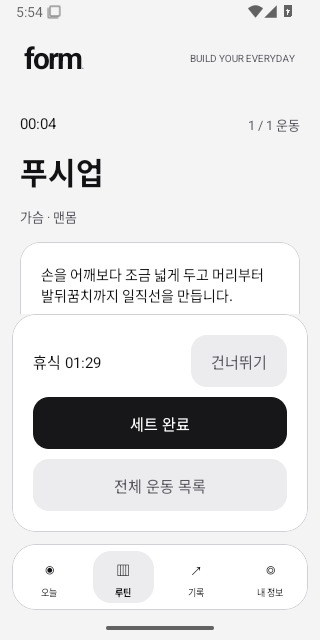 5:54
form
BUILD YOUR EVERYDAY
00:04
1 / 1 운동
푸시업
가슴 · 맨몸
손을 어깨보다 조금 넓게 두고 머리부터
발뒤꿈치까지 일직선을 만듭니다.
휴식 01:29
건너뛰기
세트 완료
전체 운동 목록
오늘
루틴
기록
내 정보